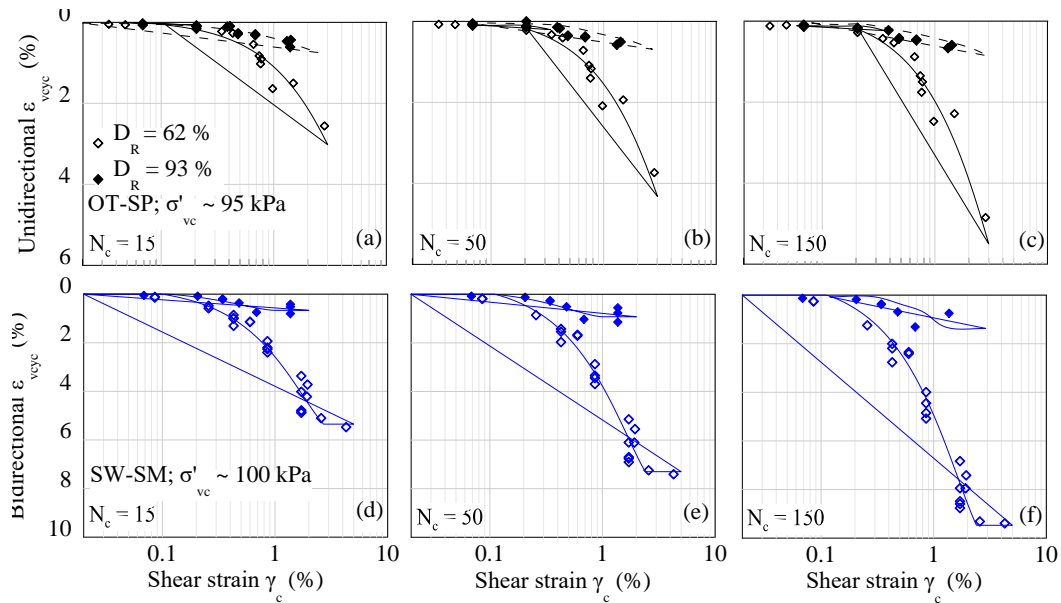 0
2
4
6
Unidirectional ε_vcyc (%)
D_R = 62 %
D_R = 93 %
OT-SP; σ'_vc ~ 95 kPa
N_c = 15
(a)
N_c = 50
(b)
N_c = 150
(c)
0
2
4
6
8
10
Bidirectional ε_vcyc (%)
SW-SM; σ'_vc ~ 100 kPa
N_c = 15
(d)
N_c = 50
(e)
N_c = 150
(f)
0.1 1 10
0.1 1 10
0.1 1 10
Shear strain γ_c (%)
Shear strain γ_c (%)
Shear strain γ_c (%)